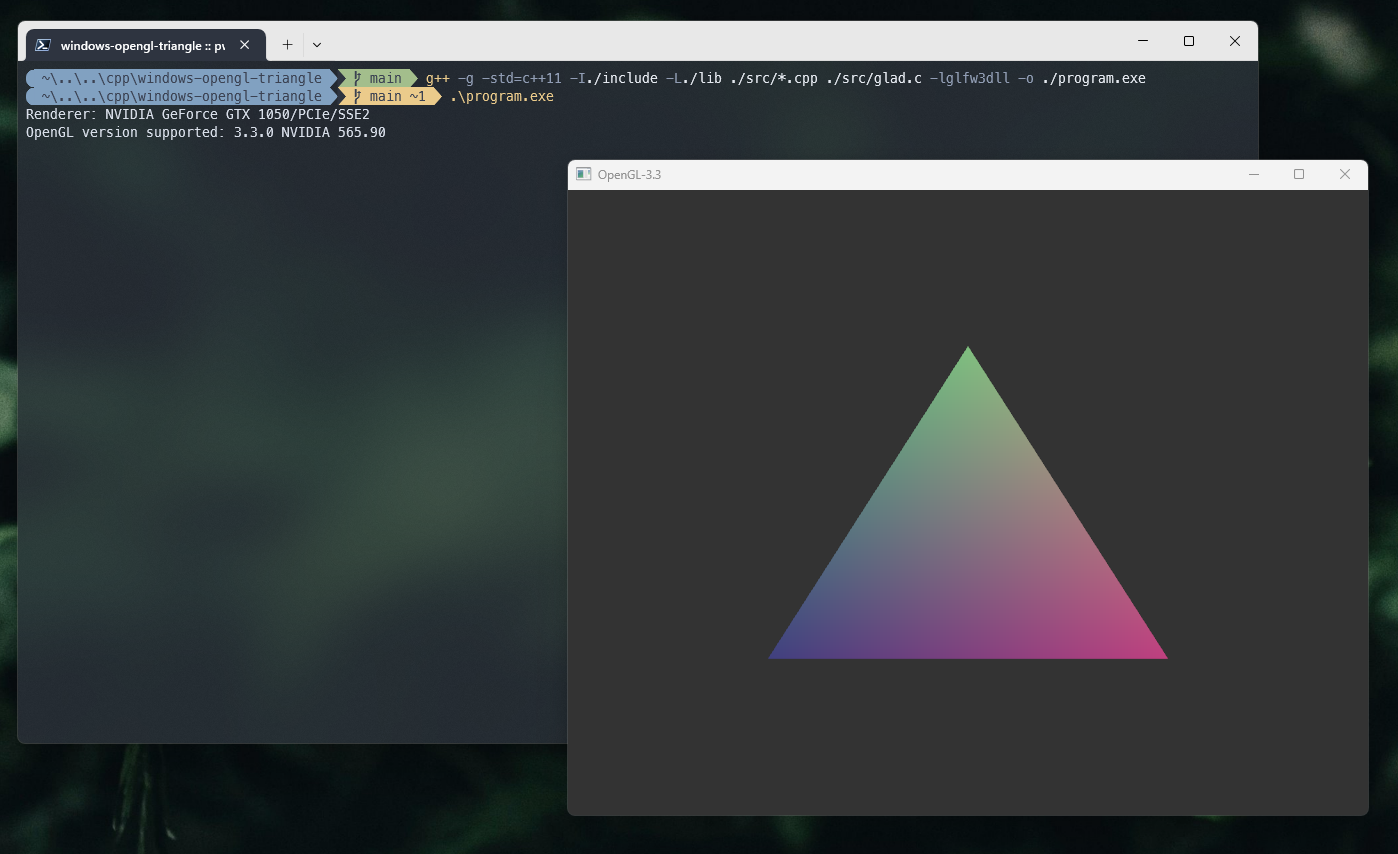 windows-opengl-triangle :: p
~\..\..\cpp\windows-opengl-triangle main g++ -g -std=c++11 -I./include -L./lib ./src/*.cpp ./src/glad.c -lglfw3dll -o ./program.exe
~\..\..\cpp\windows-opengl-triangle main ~1 .\program.exe
Renderer: NVIDIA GeForce GTX 1050/PCIe/SSE2
OpenGL version supported: 3.3.0 NVIDIA 565.90
OpenGL-3.3